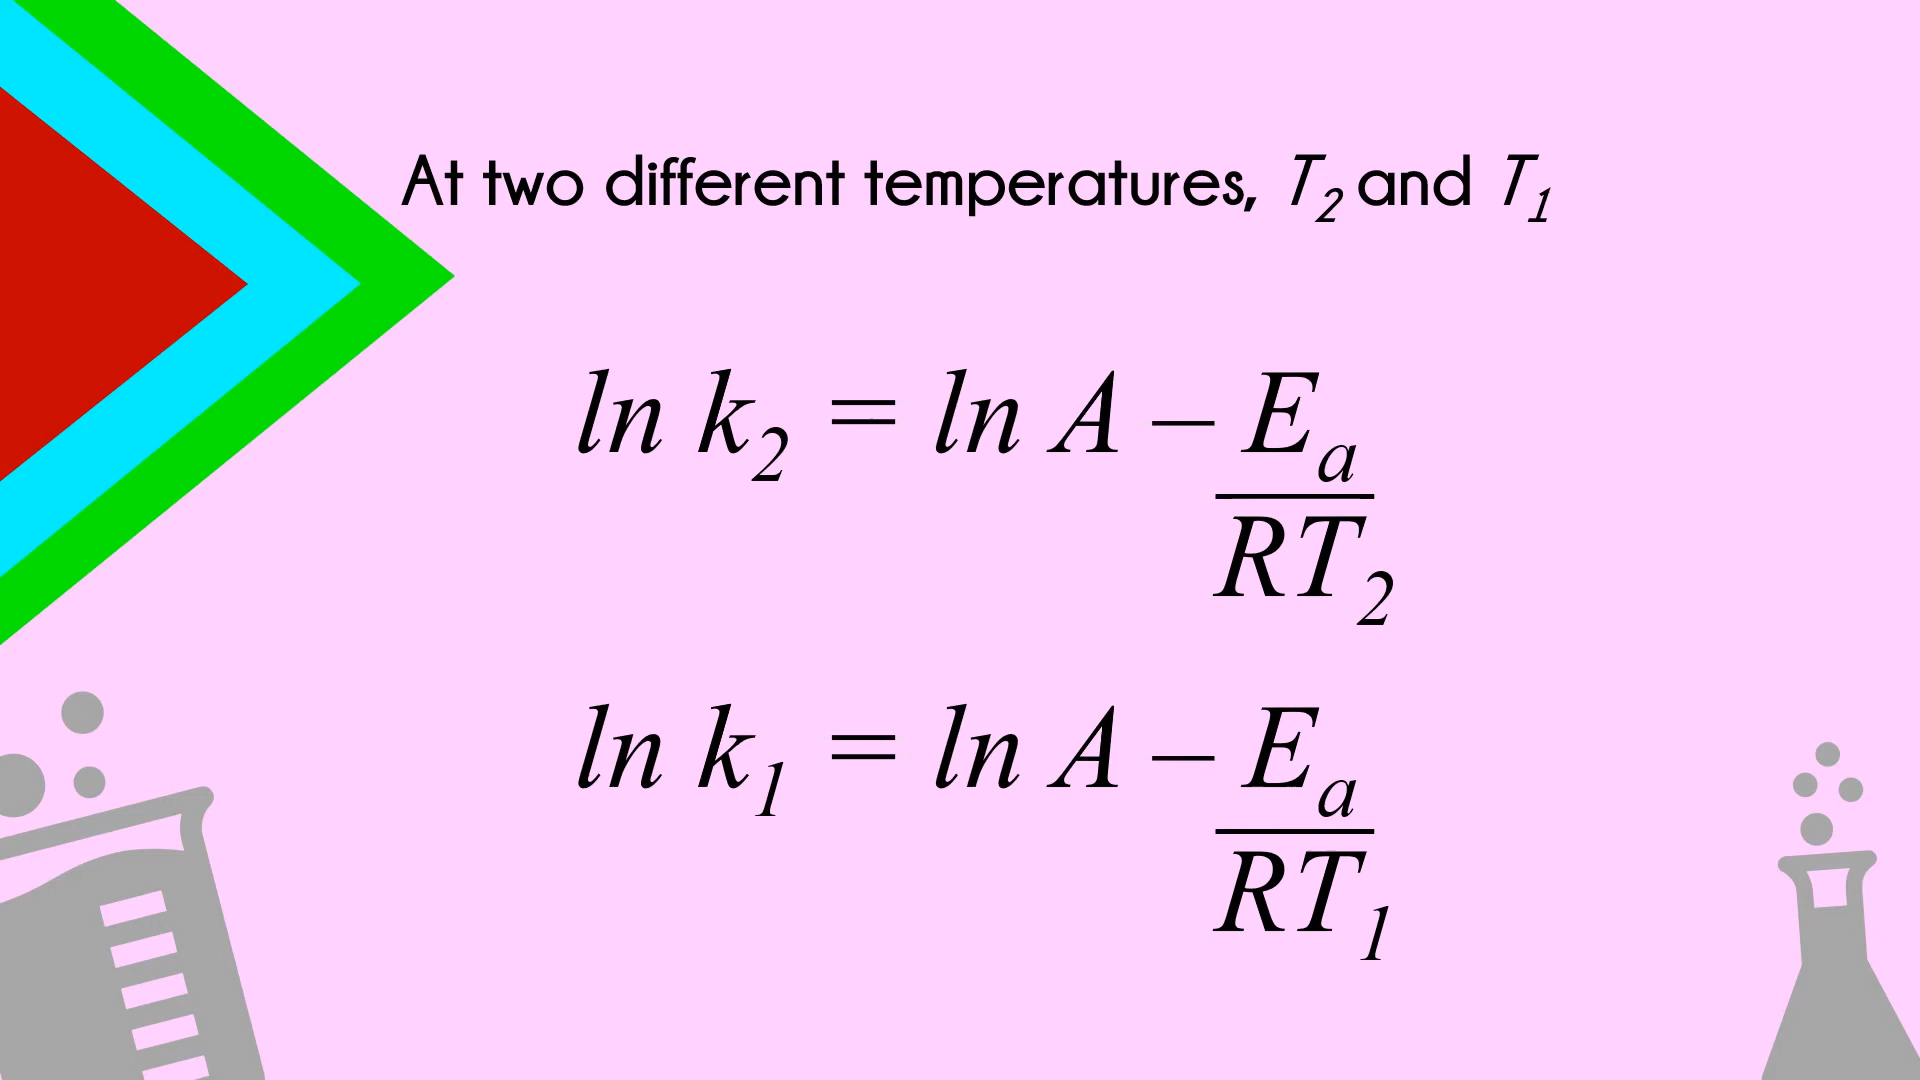 At two different temperatures, T₂ and T₁
ln k₂ = ln A – Eₐ
RT₂
ln k₁ = ln A – Eₐ
RT₁